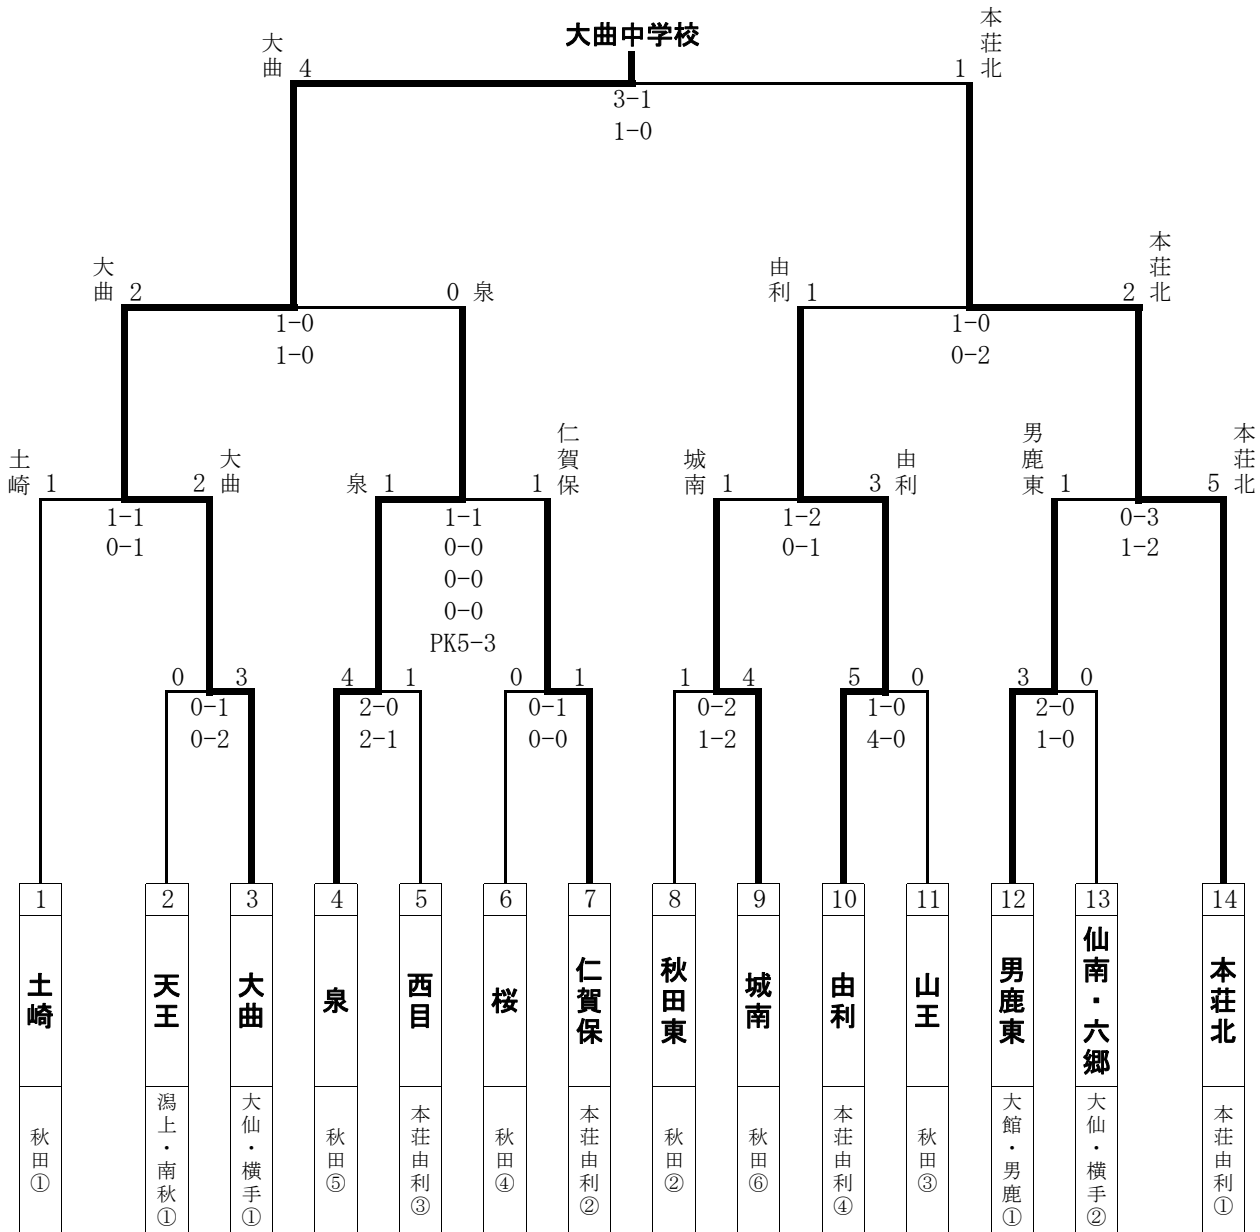 大曲中学校
大曲 4
1 本荘北
3-1
1-0
大曲 2
0 泉
由利 1
2 本荘北
1-0
1-0
1-0
0-2
土崎 1
2 大曲
泉 1
1 仁賀保
城南 1
3 由利
男鹿東 1
5 本荘北
1-1
0-1
1-1
0-0
0-0
0-0
PK5-3
1-2
0-1
0-3
1-2
0 3
4 1
0 1
1 4
5 0
3 0
0-1
0-2
2-0
2-1
0-1
0-0
0-2
1-2
1-0
4-0
2-0
1-0
1
土崎
秋田①
2
天王
潟上・南秋①
3
大曲
大仙・横手①
4
泉
秋田⑤
5
西目
本荘由利③
6
桜
秋田④
7
仁賀保
本荘由利②
8
秋田東
秋田②
9
城南
秋田⑥
10
由利
本荘由利④
11
山王
秋田③
12
男鹿東
大館・男鹿①
13
仙南・六郷
大仙・横手②
14
本荘北
本荘由利①